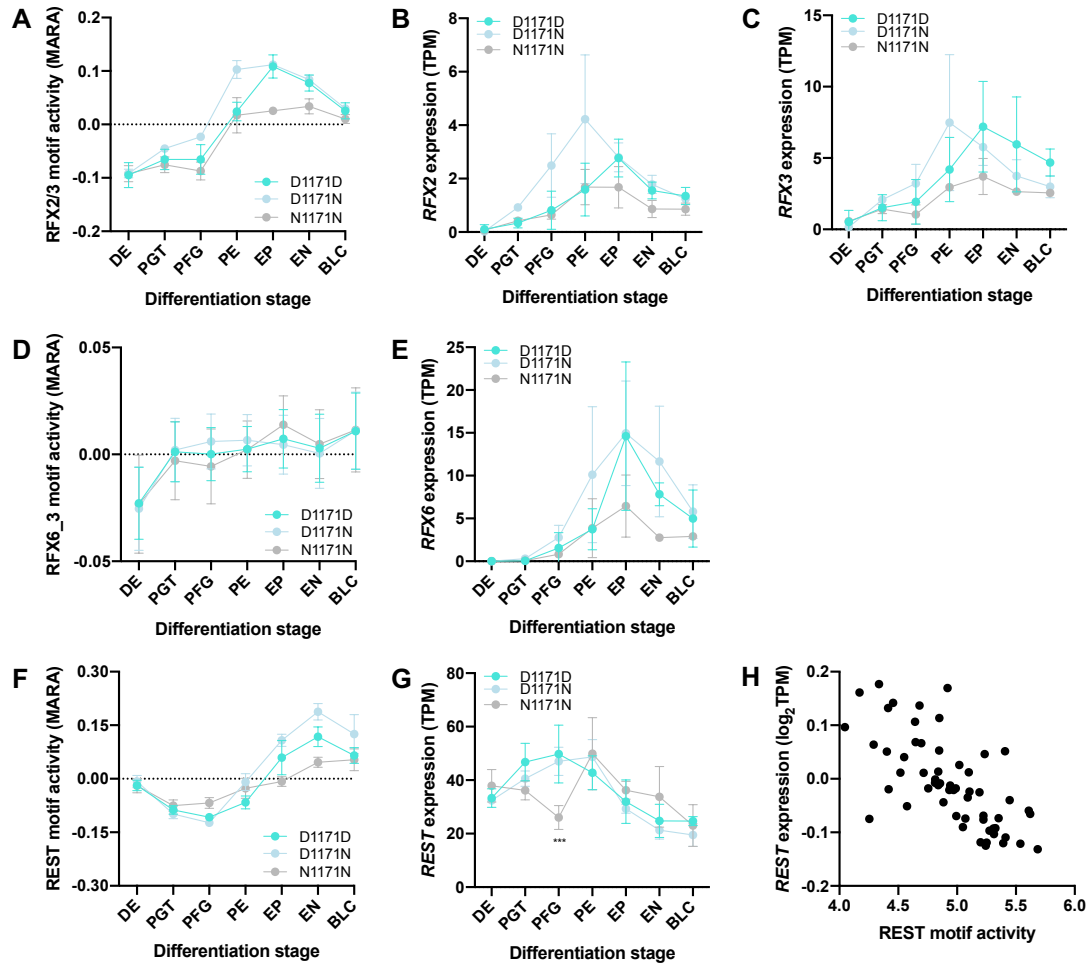 A
RFX2/3 motif activity (MARA)
0.2
0.1
0.0
-0.1
-0.2
D1171D
D1171N
N1171N
DE
PGT
PFG
PE
EP
EN
BLC
Differentiation stage
B
RFX2 expression (TPM)
8
6
4
2
0
D1171D
D1171N
N1171N
DE
PGT
PFG
PE
EP
EN
BLC
Differentiation stage
C
RFX3 expression (TPM)
15
10
5
0
D1171D
D1171N
N1171N
DE
PGT
PFG
PE
EP
EN
BLC
Differentiation stage
D
RFX6_3 motif activity (MARA)
0.05
0.00
-0.05
D1171D
D1171N
N1171N
DE
PGT
PFG
PE
EP
EN
BLC
Differentiation stage
E
RFX6 expression (TPM)
25
20
15
10
5
0
D1171D
D1171N
N1171N
DE
PGT
PFG
PE
EP
EN
BLC
Differentiation stage
F
REST motif activity (MARA)
0.30
0.15
0.00
-0.15
-0.30
D1171D
D1171N
N1171N
DE
PGT
PFG
PE
EP
EN
BLC
Differentiation stage
G
REST expression (TPM)
80
60
40
20
0
D1171D
D1171N
N1171N
***
DE
PGT
PFG
PE
EP
EN
BLC
Differentiation stage
H
REST expression (log2 TPM)
0.2
0.1
0.0
-0.1
-0.2
4.0 4.5 5.0 5.5 6.0
REST motif activity